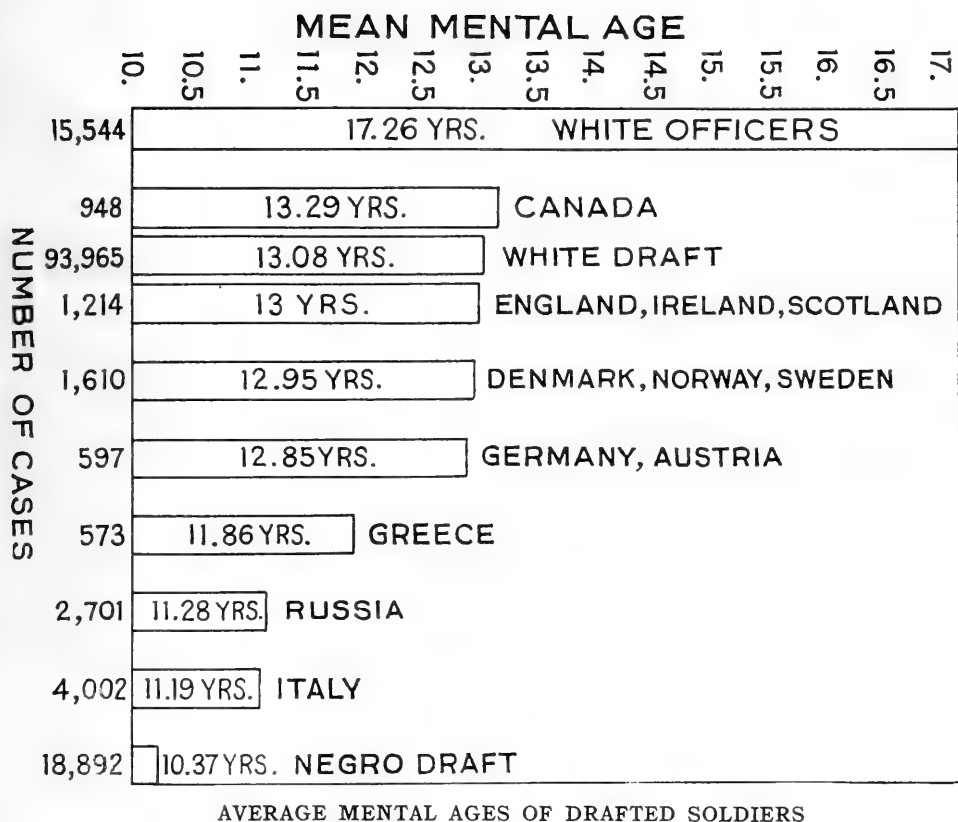 MEAN MENTAL AGE
10. 10.5 11. 11.5 12. 12.5 13. 13.5 14. 14.5 15. 15.5 16. 16.5 17.
NUMBER OF CASES
15,544 17.26 YRS. WHITE OFFICERS
948 13.29 YRS. CANADA
93,965 13.08 YRS. WHITE DRAFT
1,214 13 YRS. ENGLAND, IRELAND, SCOTLAND
1,610 12.95 YRS. DENMARK, NORWAY, SWEDEN
597 12.85 YRS. GERMANY, AUSTRIA
573 11.86 YRS. GREECE
2,701 11.28 YRS. RUSSIA
4,002 11.19 YRS. ITALY
18,892 10.37 YRS. NEGRO DRAFT
AVERAGE MENTAL AGES OF DRAFTED SOLDIERS